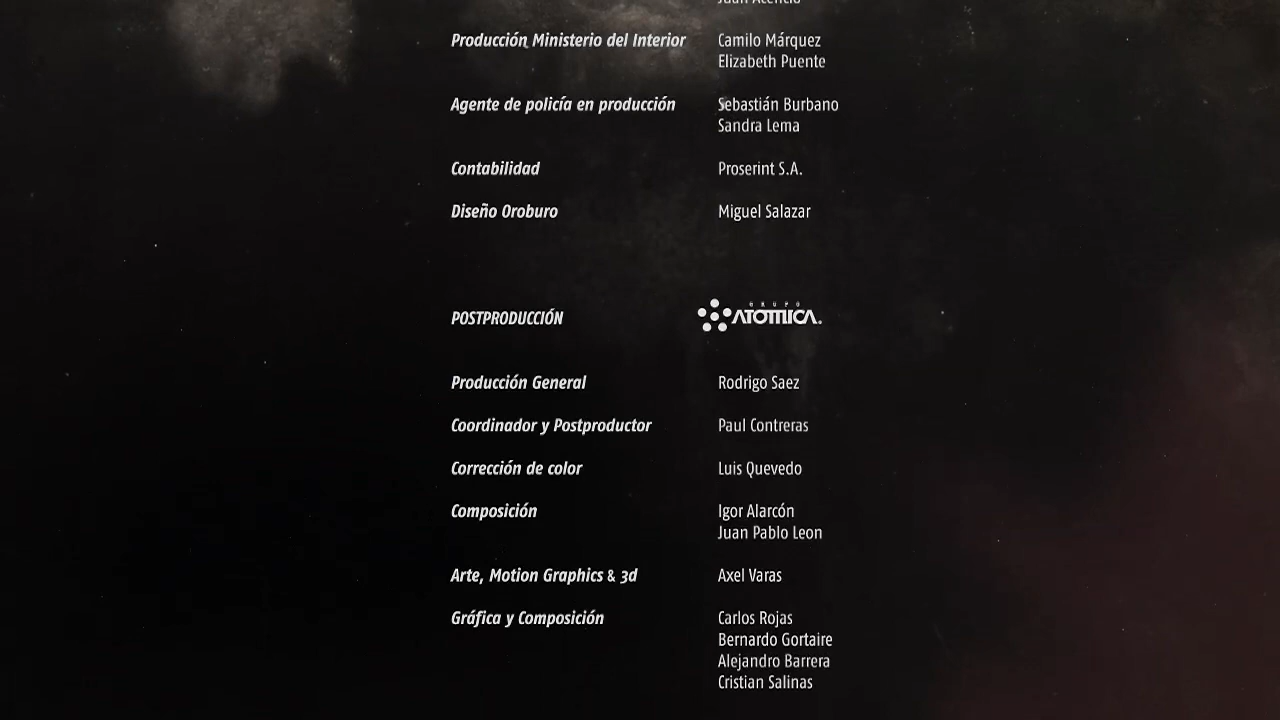 Producción Ministerio del Interior Camilo Márquez
Elizabeth Puente
Agente de policía en producción Sebastián Burbano
Sandra Lema
Contabilidad Proserint S.A.
Diseño Oroburo Miguel Salazar
GRUPO
POSTPRODUCCIÓN ATOMICA.
Producción General Rodrigo Saez
Coordinador y Postproductor Paul Contreras
Corrección de color Luis Quevedo
Composición Igor Alarcón
Juan Pablo Leon
Arte, Motion Graphics & 3d Axel Varas
Gráfica y Composición Carlos Rojas
Bernardo Gortaire
Alejandro Barrera
Cristian Salinas